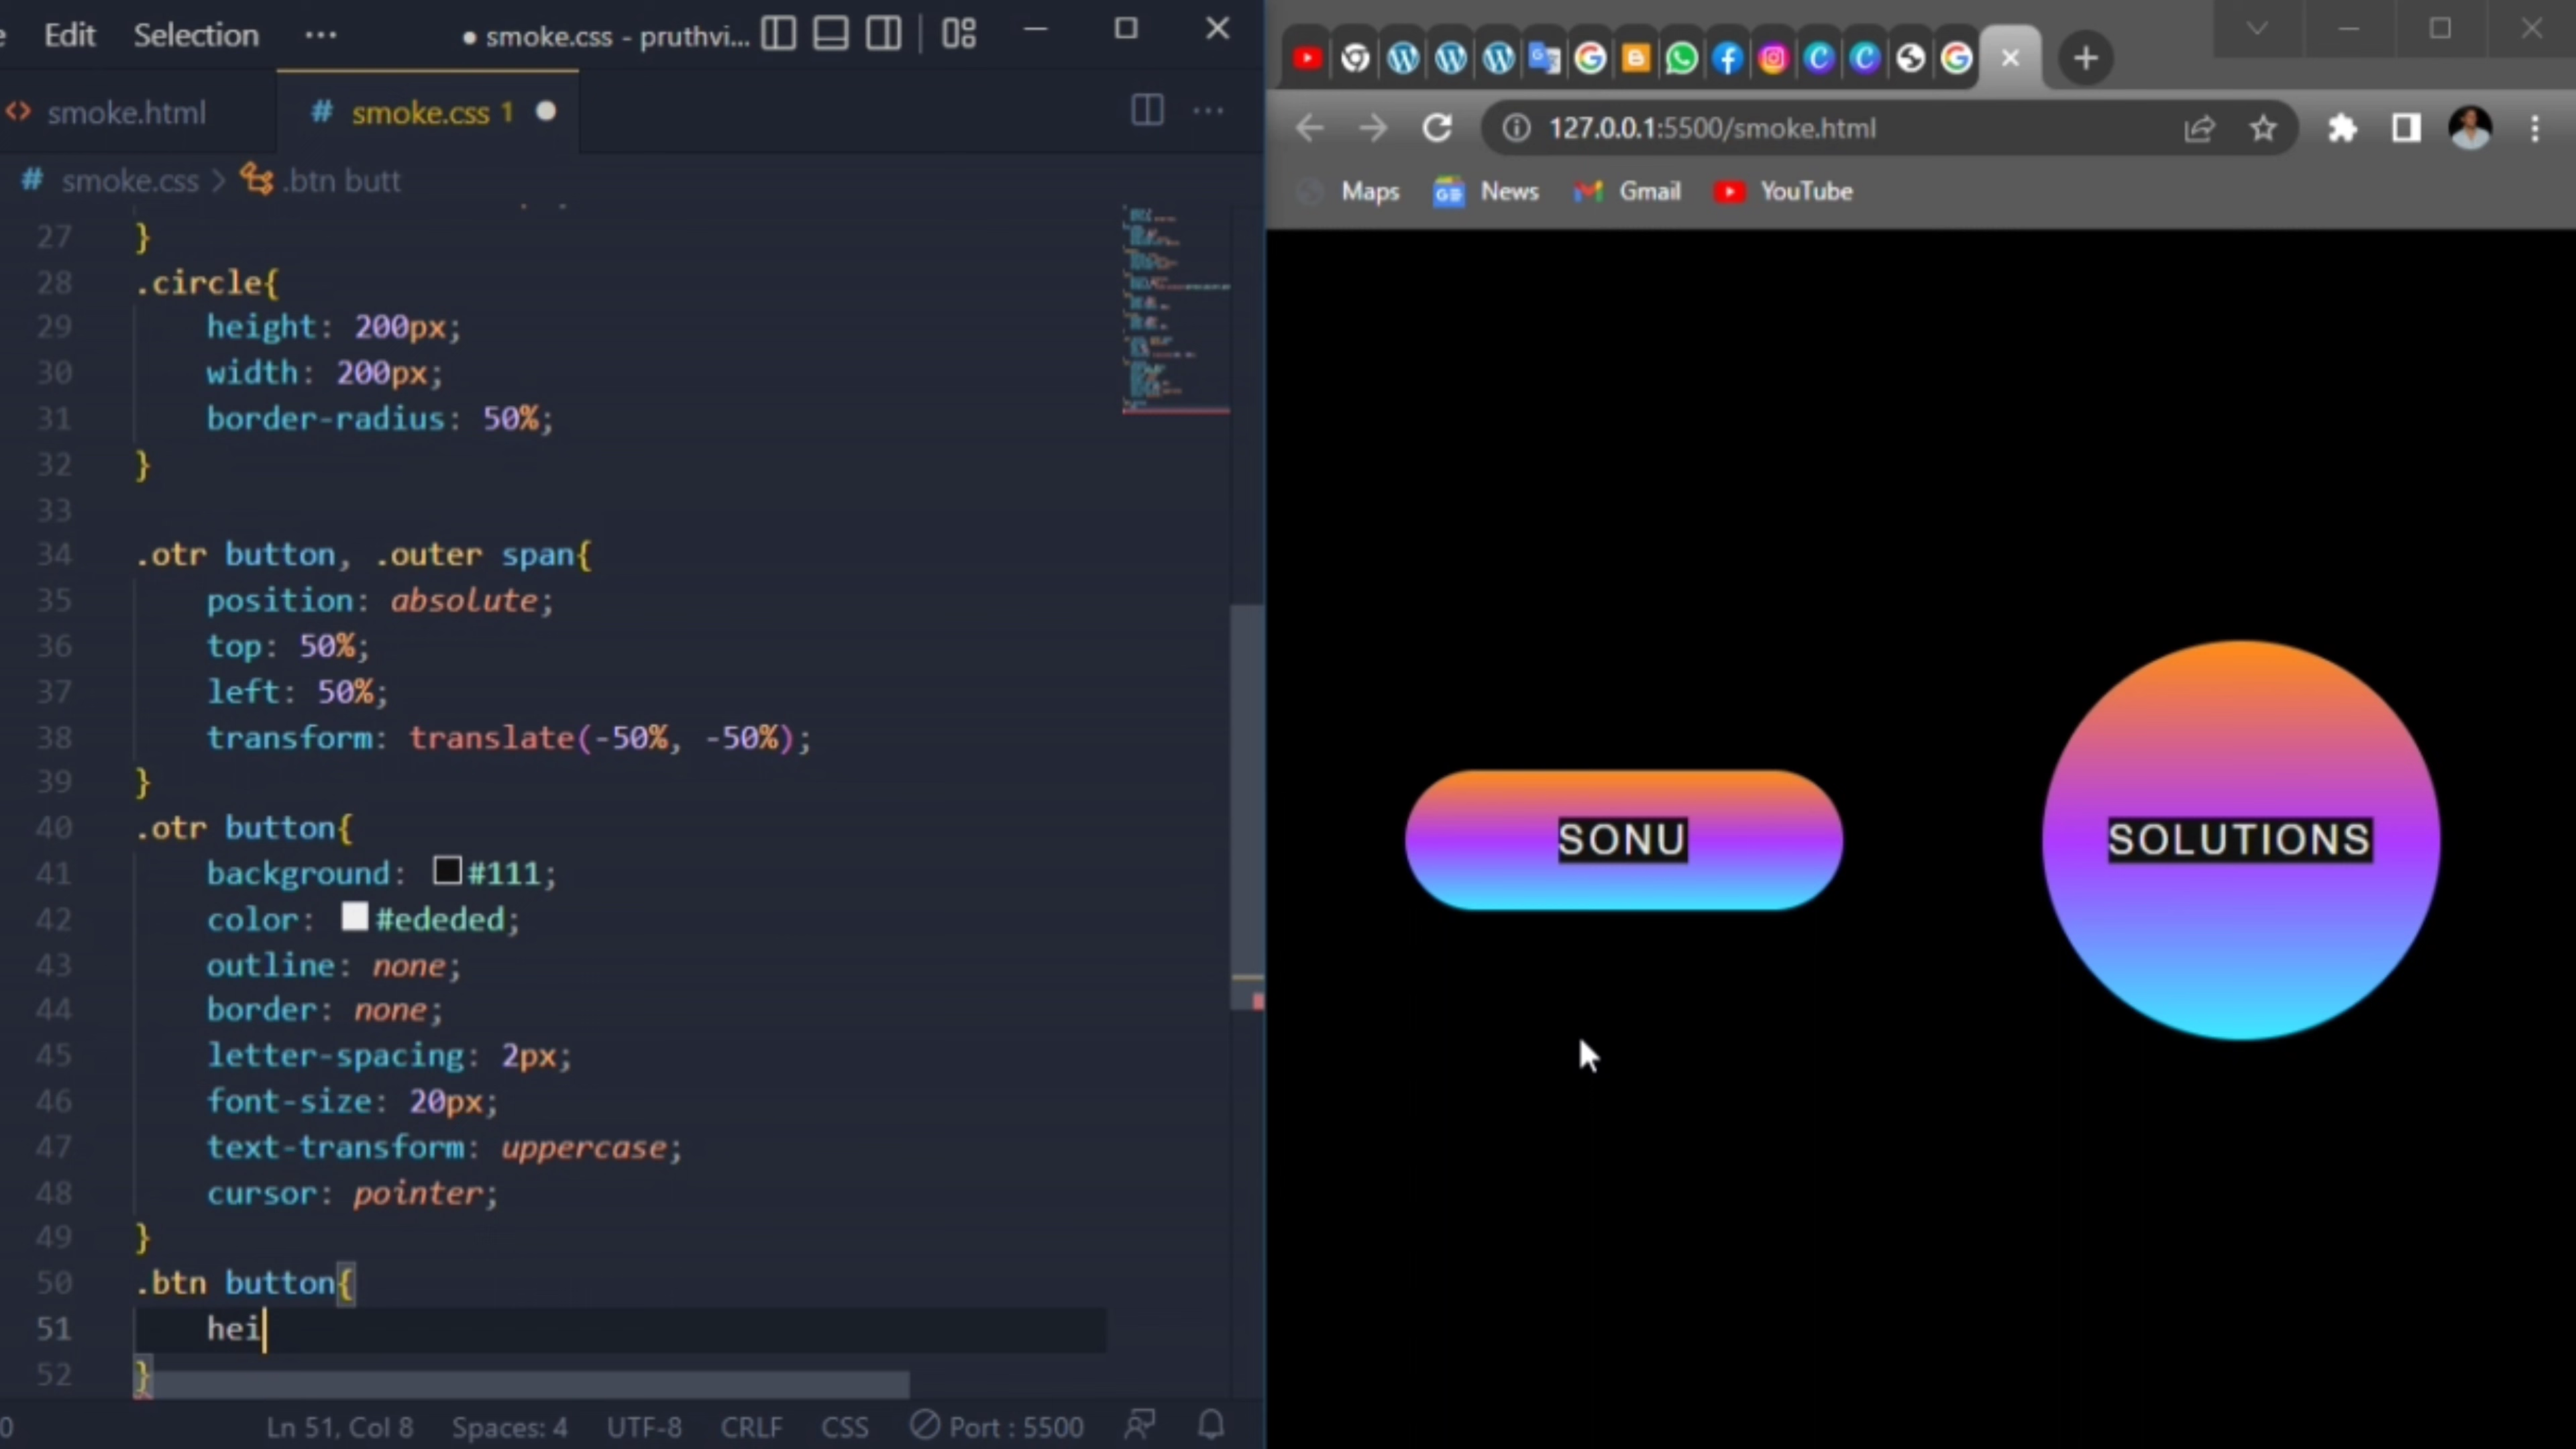 Edit Selection ··· ● smoke.css - pruthvi...
smoke.html # smoke.css 1 ●
# smoke.css > .btn butt
27 }
28 .circle{
29 height: 200px;
30 width: 200px;
31 border-radius: 50%;
32 }
33
34 .otr button, .outer span{
35 position: absolute;
36 top: 50%;
37 left: 50%;
38 transform: translate(-50%, -50%);
39 }
40 .otr button{
41 background: #111;
42 color: #ededed;
43 outline: none;
44 border: none;
45 letter-spacing: 2px;
46 font-size: 20px;
47 text-transform: uppercase;
48 cursor: pointer;
49 }
50 .btn button{
51 hei
52 }
0 Ln 51, Col 8 Spaces: 4 UTF-8 CRLF CSS Port : 5500
127.0.0.1:5500/smoke.html
Maps News Gmail YouTube
SONU
SOLUTIONS